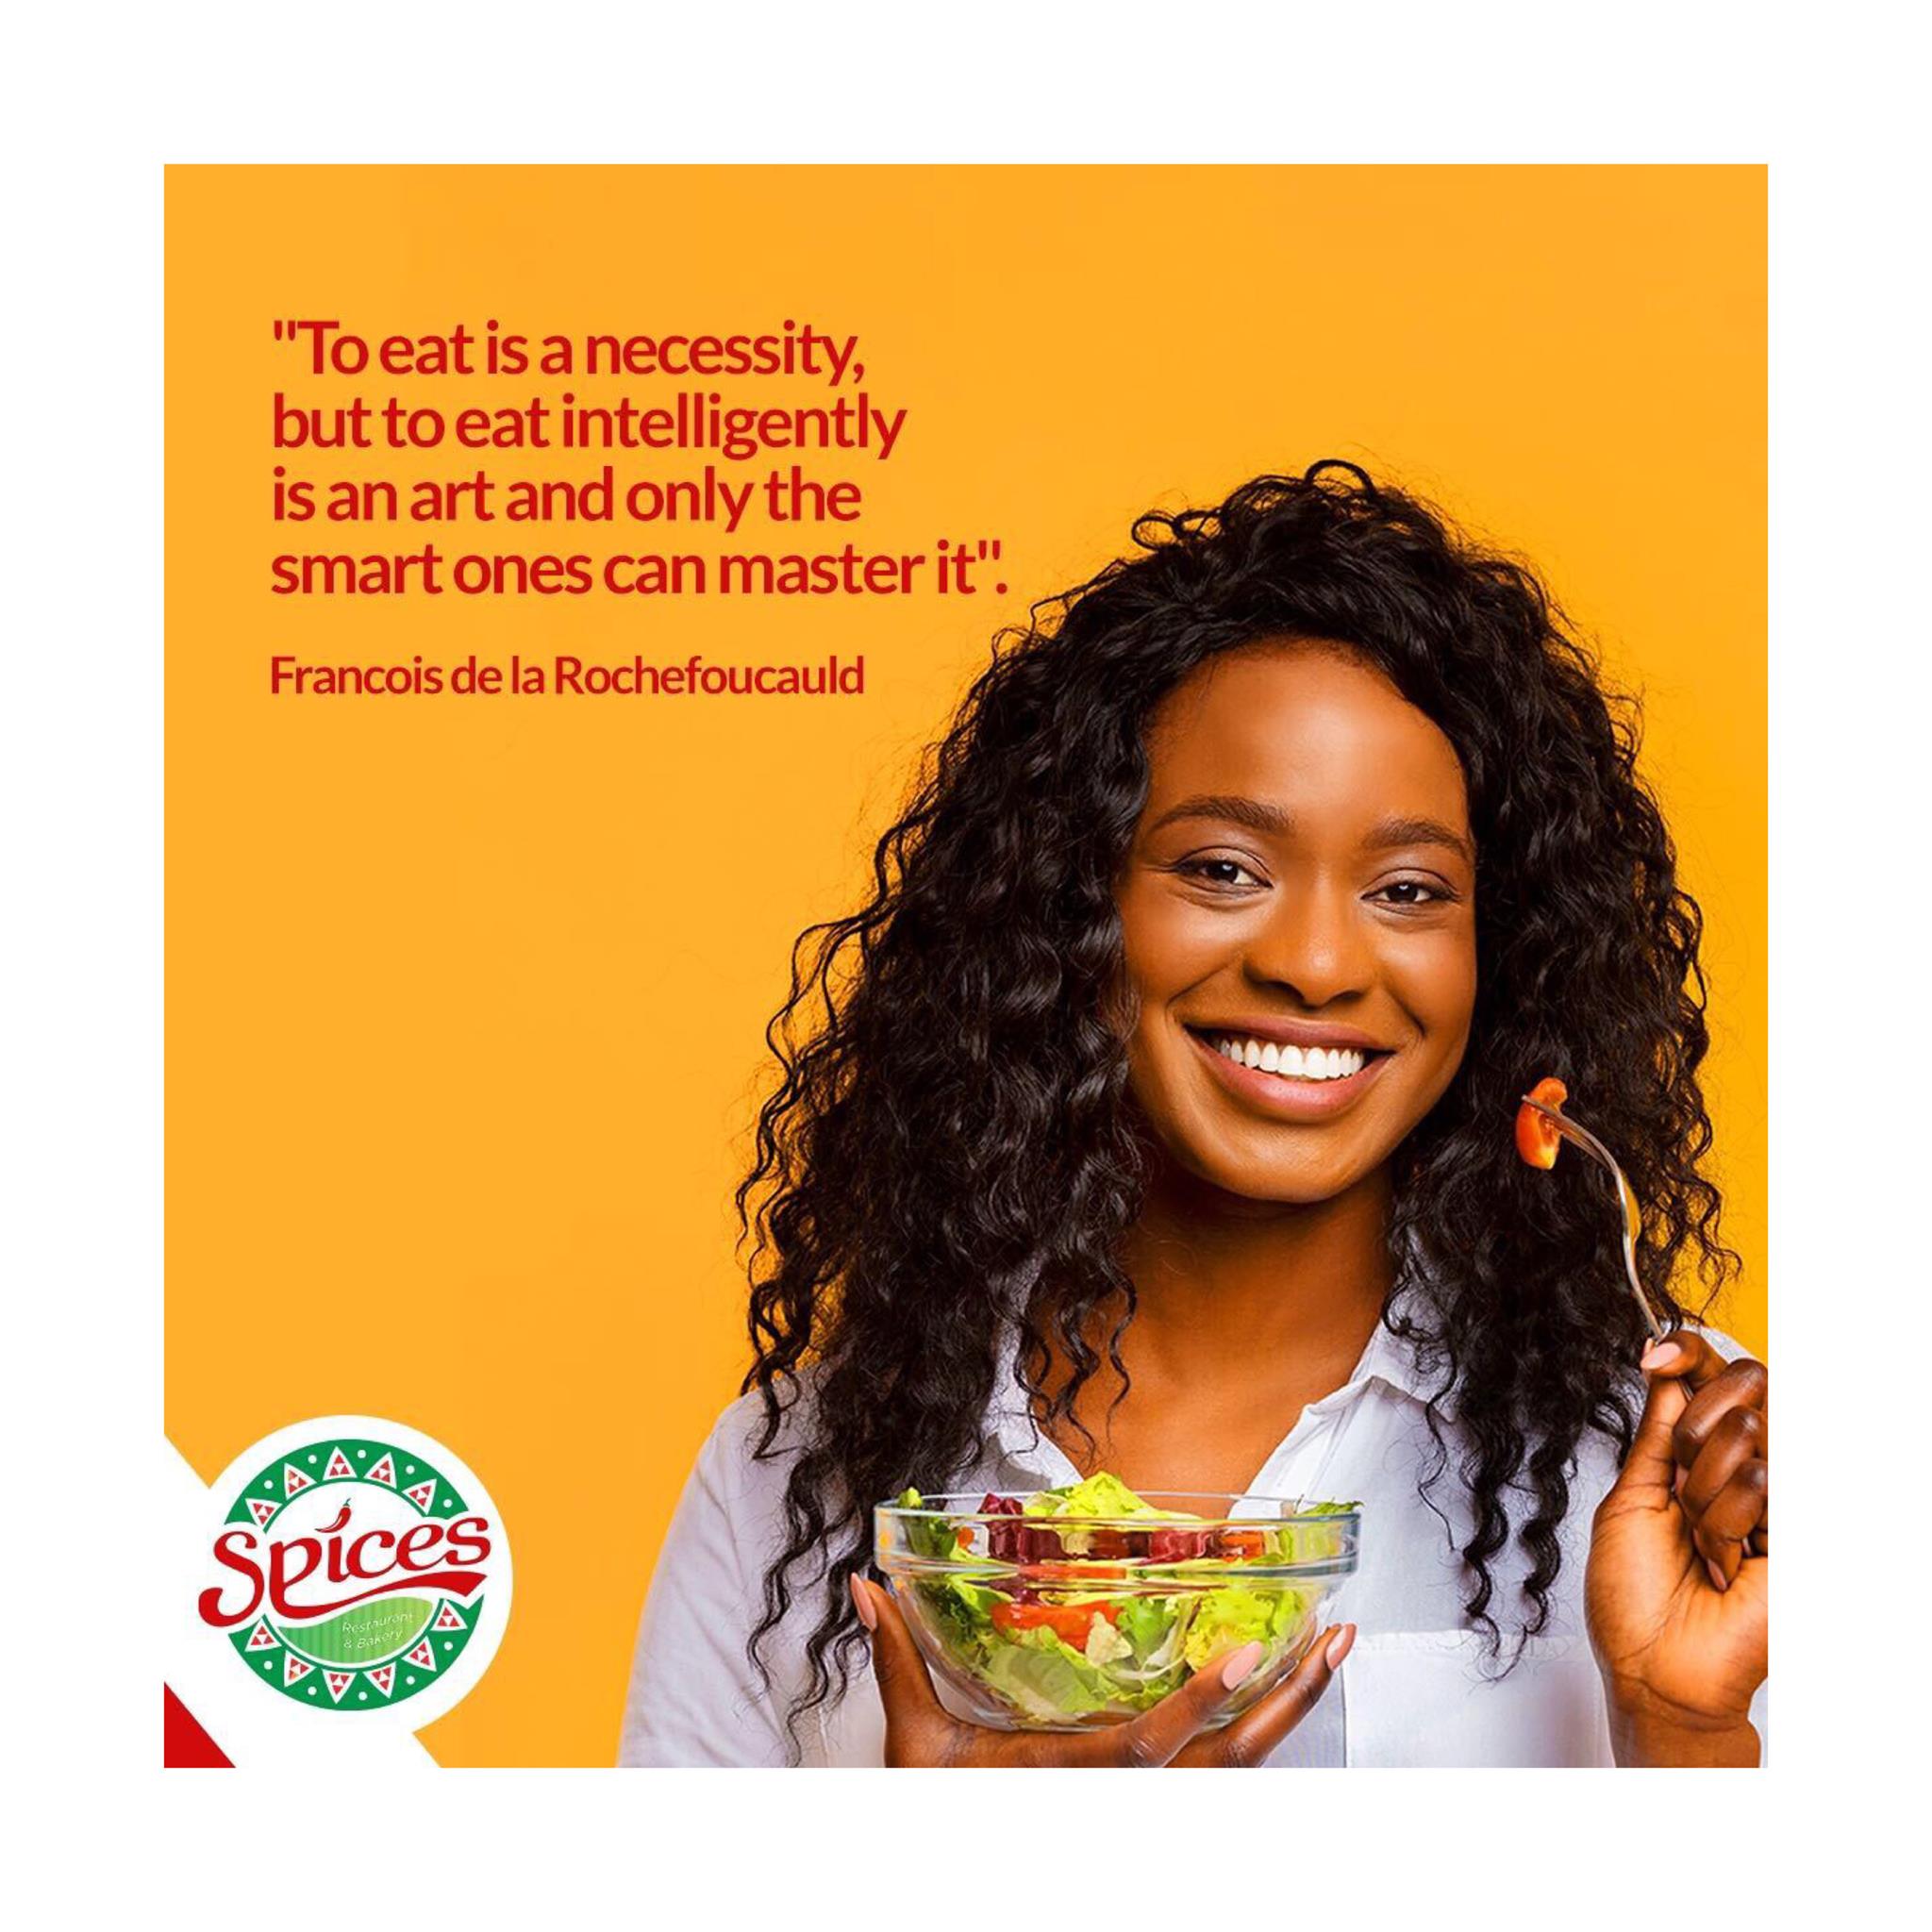 "To eat is a necessity,
but to eat intelligently
is an art and only the
smart ones can master it".
Francois de la Rochefoucauld
Spices
Restaurant
& Bakery